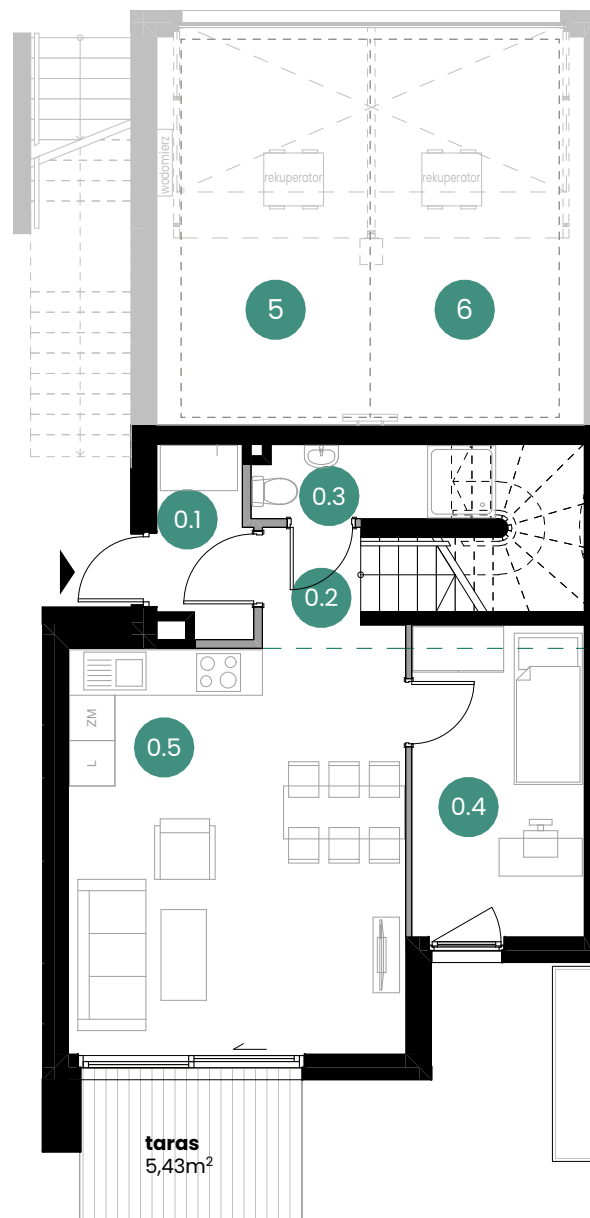 wodomierz
rekuperator
rekuperator
5
6
0.1
0.3
0.2
ZM
L
0.5
0.4
taras
5,43m²